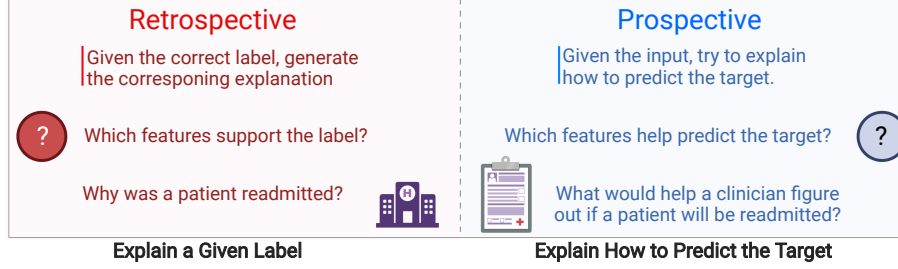 Retrospective
Given the correct label, generate
the corresponing explanation
?
Which features support the label?
Why was a patient readmitted?
H
Explain a Given Label
Prospective
Given the input, try to explain
how to predict the target.
Which features help predict the target?
?
What would help a clinician figure
out if a patient will be readmitted?
Explain How to Predict the Target